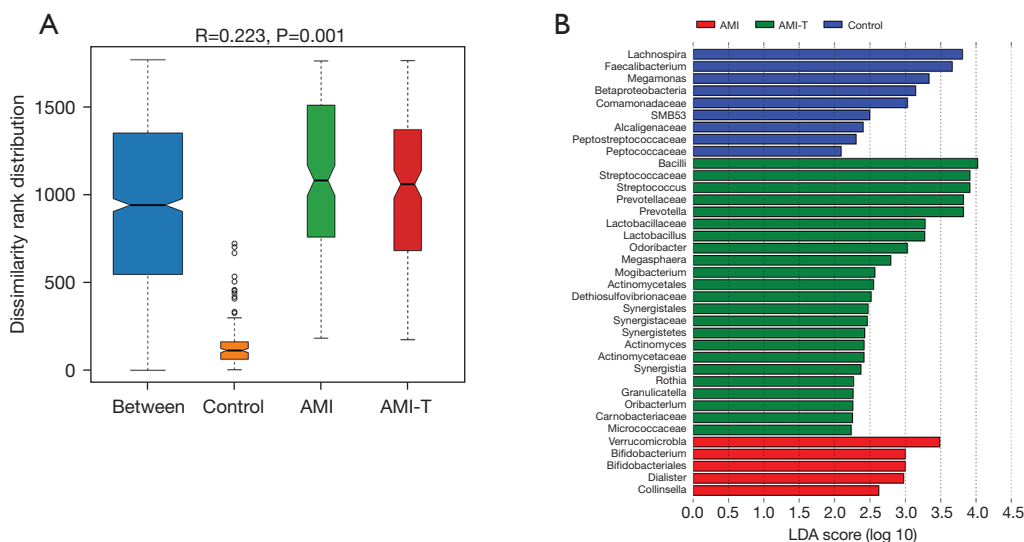 A
R=0.223, P=0.001
Dissimilarity rank distribution
1500
1000
500
0
Between Control AMI AMI-T
B
AMI AMI-T Control
Lachnospira
Faecalibacterium
Megamonas
Betaproteobacteria
Comamonadaceae
SMB53
Alcaligenaceae
Peptostreptococcaceae
Peptococcaceae
Bacilli
Streptococcaceae
Streptococcus
Prevotellaceae
Prevotella
Lactobacillaceae
Lactobacillus
Odoribacter
Megasphaera
Mogibacterium
Actinomycetales
Dethiosulfovibrionaceae
Synergistales
Synergistaceae
Synergistetes
Actinomyces
Actinomycetaceae
Synergistia
Rothia
Granulicatella
Oribacterlum
Carnobacteriaceae
Micrococcaceae
Verrucomicrobla
Bifidobacterium
Bifidobacteriales
Dialister
Collinsella
0.0 0.5 1.0 1.5 2.0 2.5 3.0 3.5 4.0 4.5
LDA score (log 10)